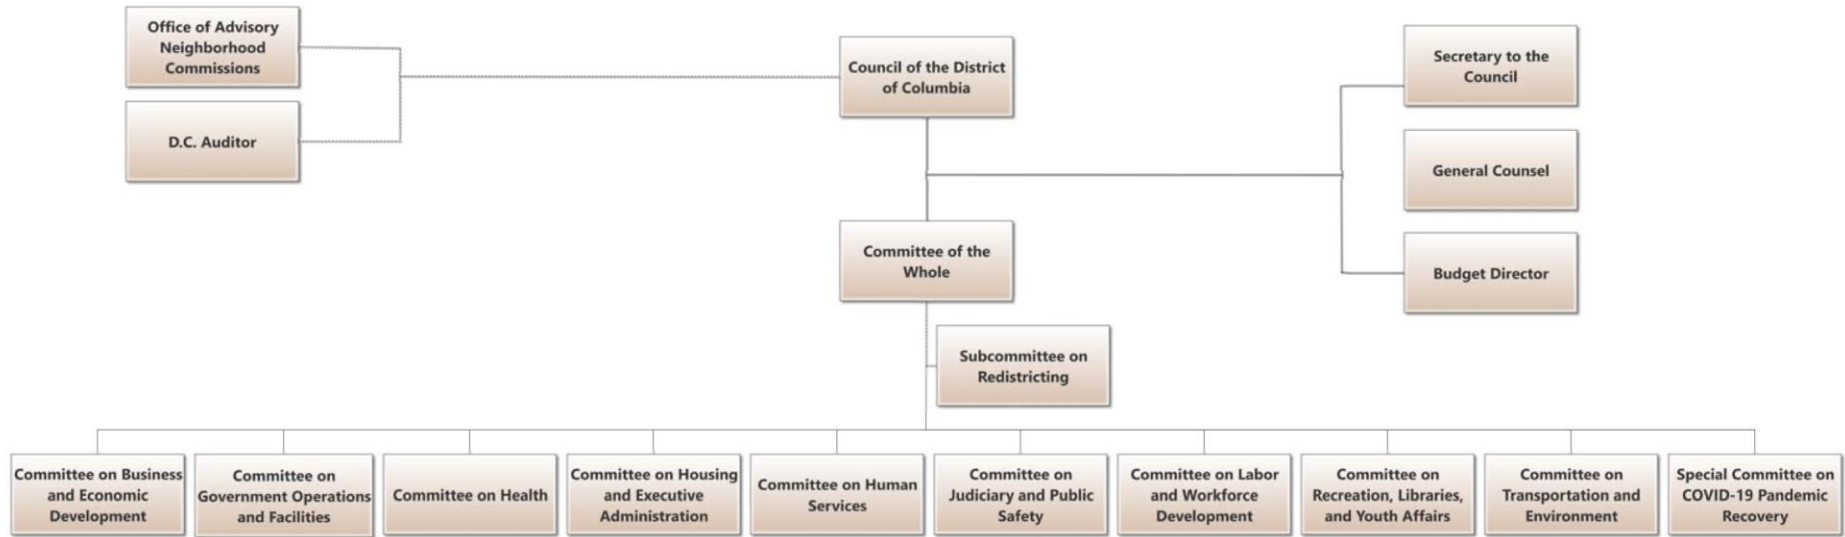 Office of Advisory
Neighborhood
Commissions
D.C. Auditor
Council of the District
of Columbia
Secretary to the
Council
General Counsel
Budget Director
Committee of the
Whole
Subcommittee on
Redistricting
Committee on Business
and Economic
Development
Committee on
Government Operations
and Facilities
Committee on Health
Committee on Housing
and Executive
Administration
Committee on Human
Services
Committee on
Judiciary and Public
Safety
Committee on Labor
and Workforce
Development
Committee on
Recreation, Libraries,
and Youth Affairs
Committee on
Transportation and
Environment
Special Committee on
COVID-19 Pandemic
Recovery